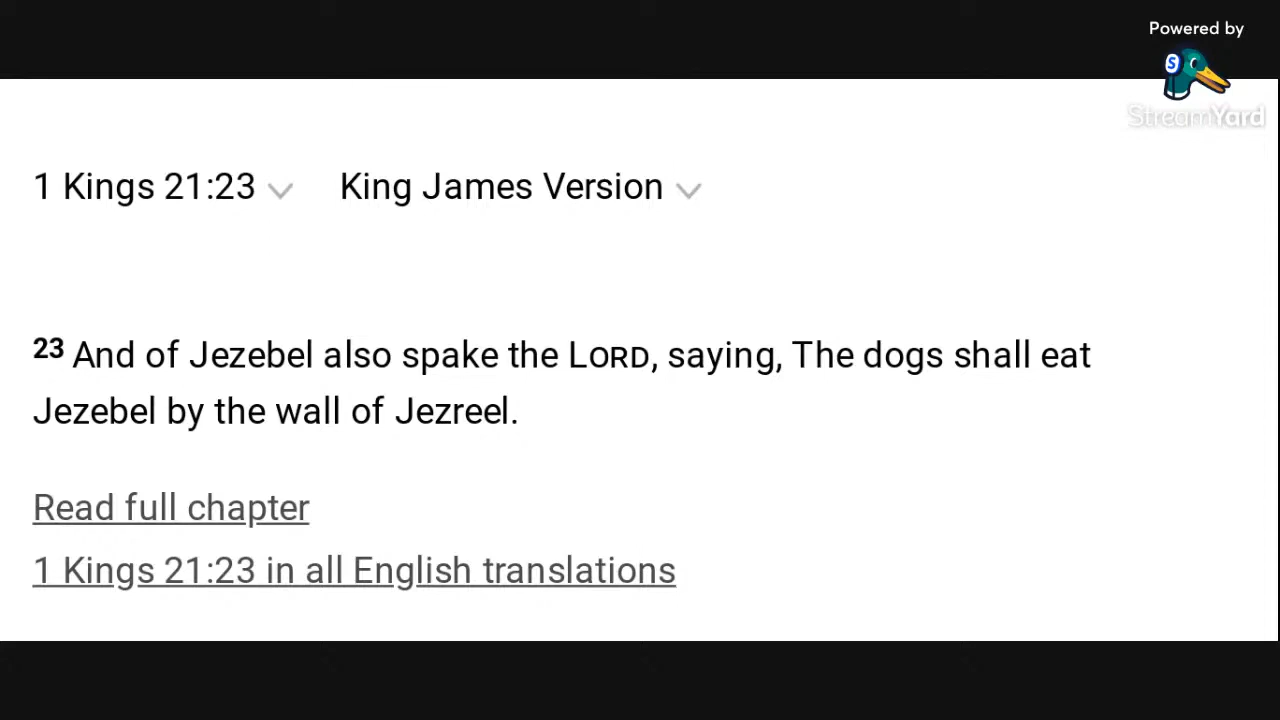 Powered by
S
StreamYard
1 Kings 21:23 King James Version
23 And of Jezebel also spake the LORD, saying, The dogs shall eat
Jezebel by the wall of Jezreel.
Read full chapter
1 Kings 21:23 in all English translations